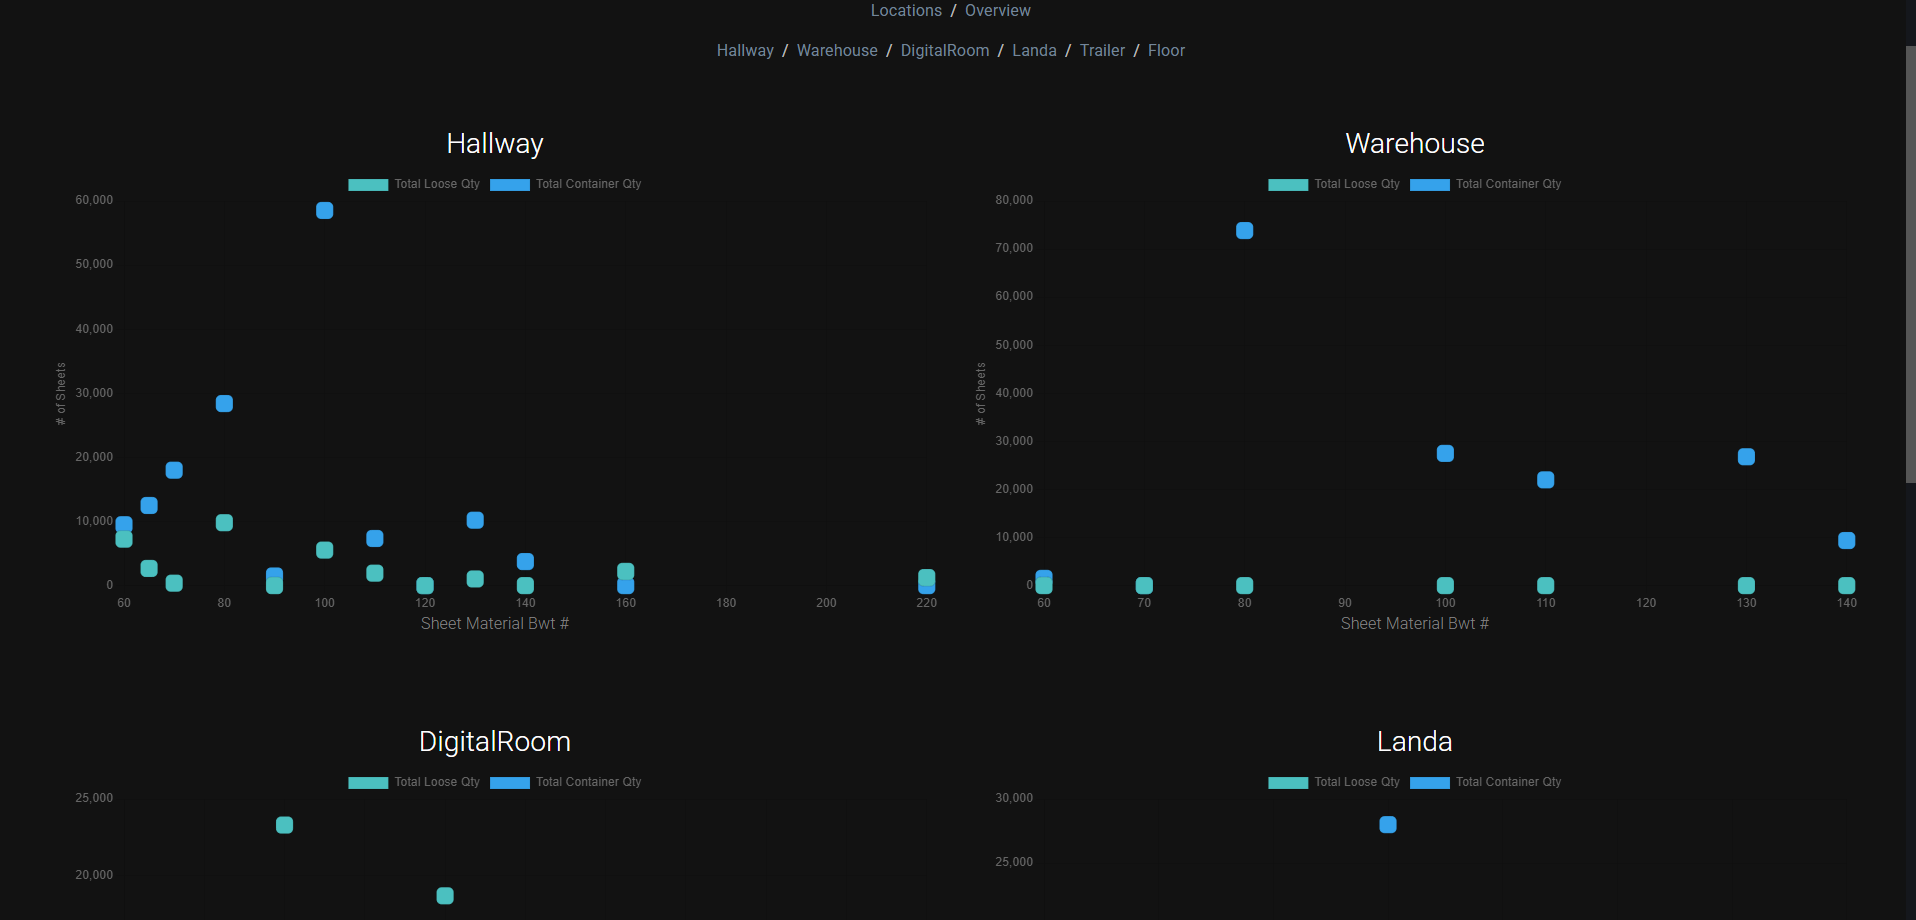 Locations / Overview
Hallway / Warehouse / DigitalRoom / Landa / Trailer / Floor
Hallway
Total Loose Qty Total Container Qty
60,000
50,000
40,000
30,000
20,000
10,000
0
# of Sheets
60 80 100 120 140 160 180 200 220
Sheet Material Bwt #
Warehouse
Total Loose Qty Total Container Qty
80,000
70,000
60,000
50,000
40,000
30,000
20,000
10,000
0
# of Sheets
60 70 80 90 100 110 120 130 140
Sheet Material Bwt #
DigitalRoom
Total Loose Qty Total Container Qty
25,000
20,000
Landa
Total Loose Qty Total Container Qty
30,000
25,000